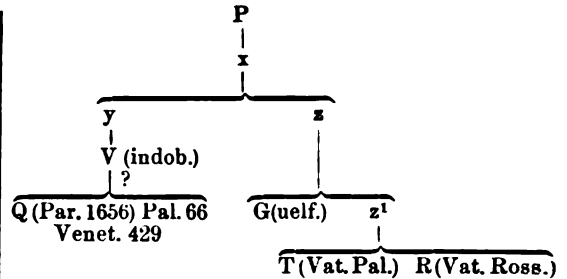 P
x
y z
V (indob.)
?
Q (Par. 1656) Pal. 66 G(uelf.) z¹
Venet. 429
T (Vat. Pal.) R (Vat. Ross.)